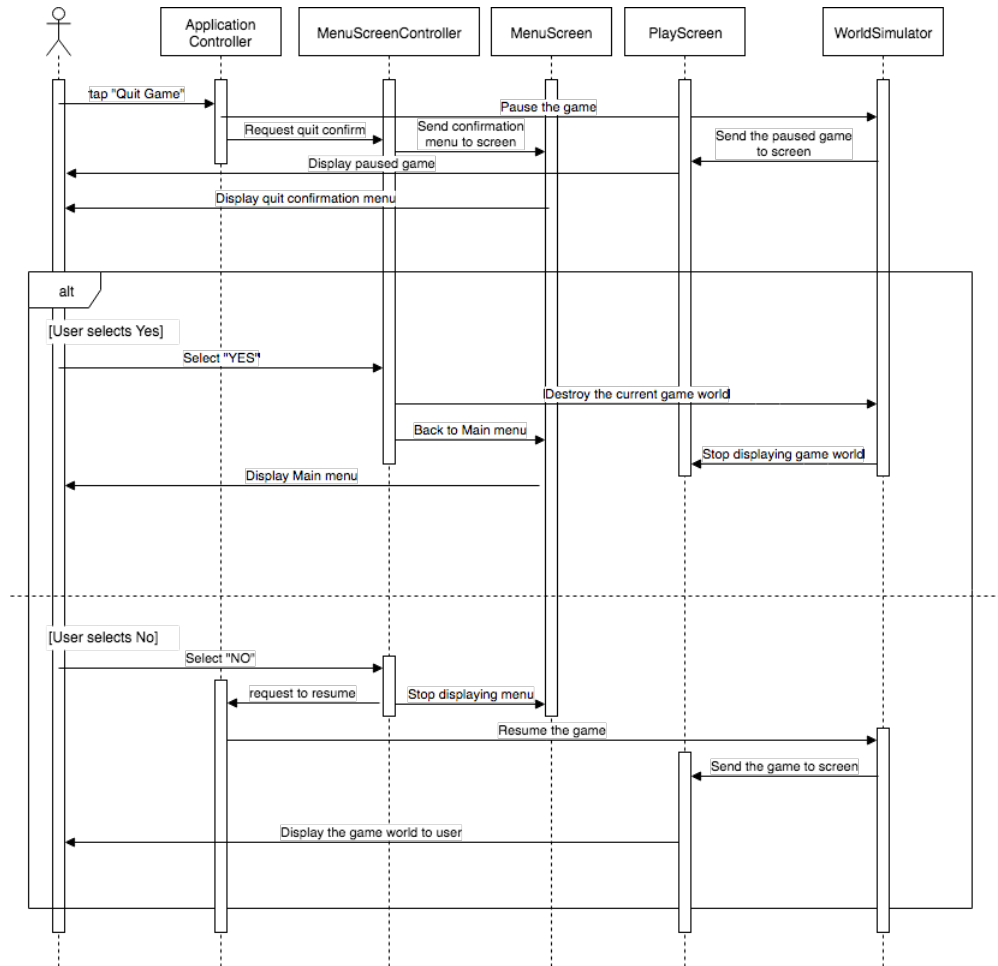 Application
Controller
MenuScreenController
MenuScreen
PlayScreen
WorldSimulator
tap "Quit Game"
Pause the game
Request quit confirm
Send confirmation
menu to screen
Send the paused game
to screen
Display paused game
Display quit confirmation menu
alt
[User selects Yes]
Select "YES"
Destroy the current game world
Back to Main menu
Stop displaying game world
Display Main menu
[User selects No]
Select "NO"
request to resume
Stop displaying menu
Resume the game
Send the game to screen
Display the game world to user